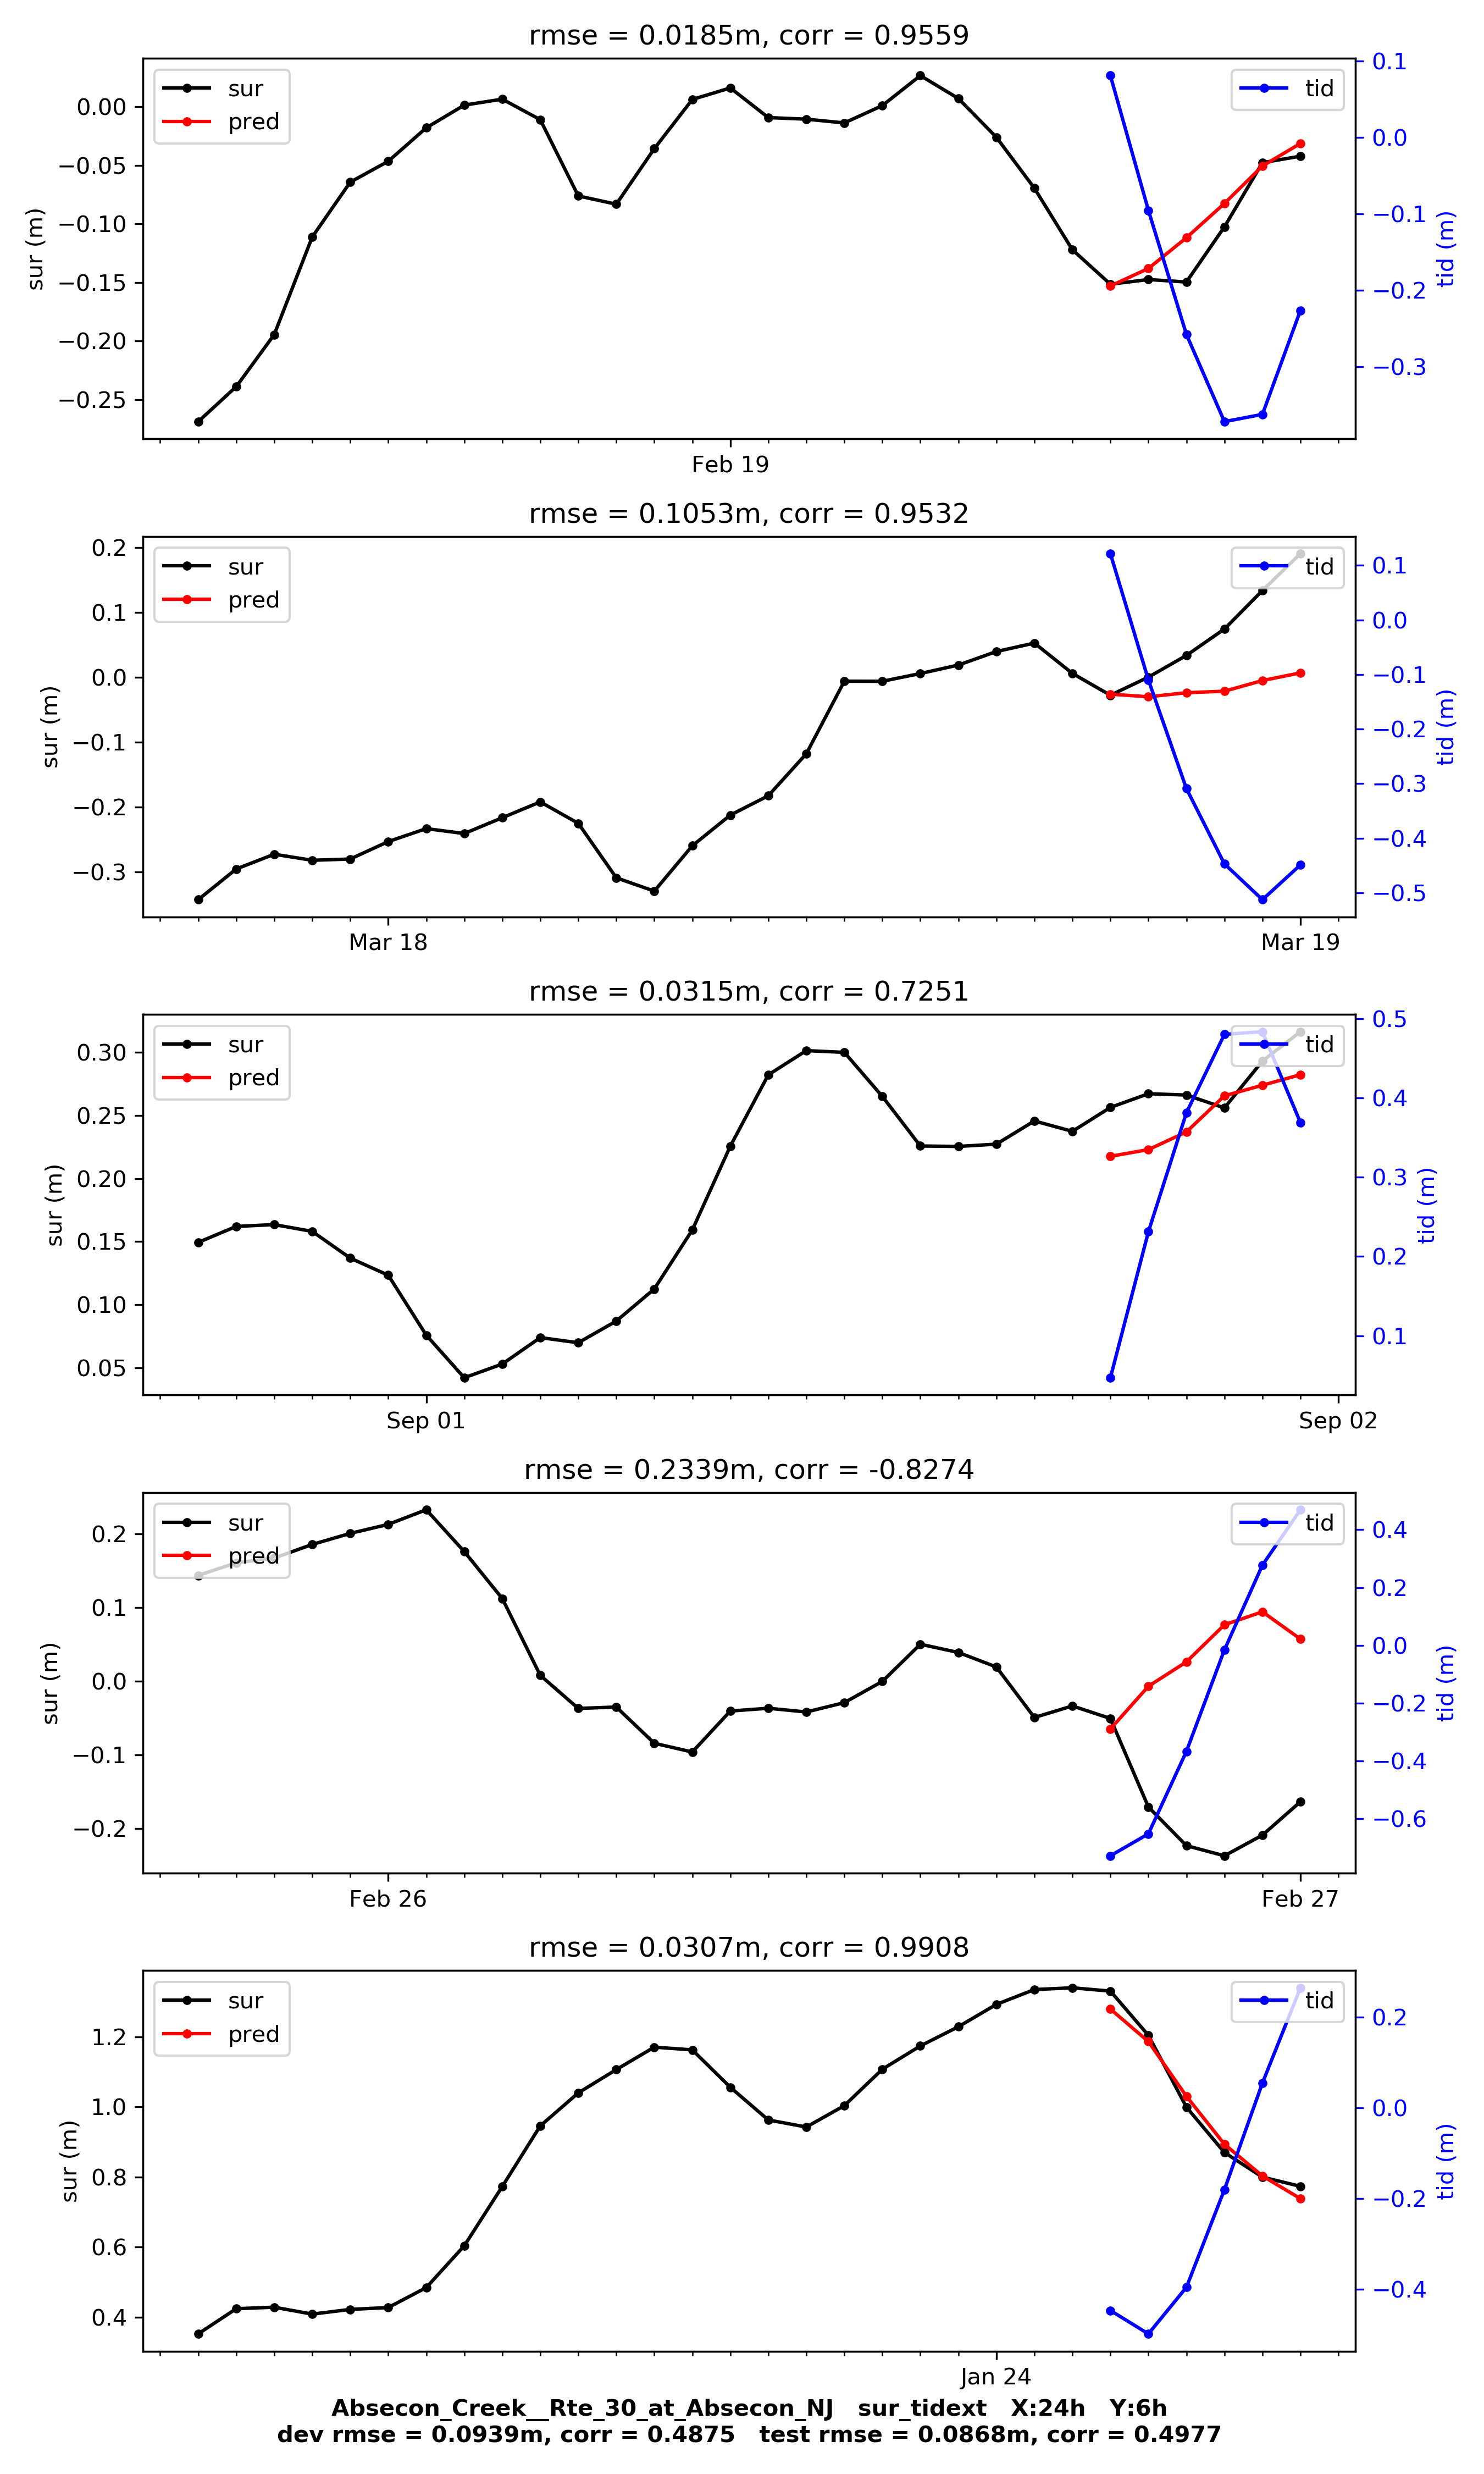 rmse = 0.0185m, corr = 0.9559
sur
pred
tid
0.00
−0.05
−0.10
−0.15
−0.20
−0.25
sur (m)
0.1
0.0
−0.1
−0.2
−0.3
tid (m)
Feb 19
rmse = 0.1053m, corr = 0.9532
sur
pred
tid
0.2
0.1
0.0
−0.1
−0.2
−0.3
sur (m)
0.1
0.0
−0.1
−0.2
−0.3
−0.4
−0.5
tid (m)
Mar 18
Mar 19
rmse = 0.0315m, corr = 0.7251
sur
pred
tid
0.30
0.25
0.20
0.15
0.10
0.05
sur (m)
0.5
0.4
0.3
0.2
0.1
tid (m)
Sep 01
Sep 02
rmse = 0.2339m, corr = -0.8274
sur
pred
tid
0.2
0.1
0.0
−0.1
−0.2
sur (m)
0.4
0.2
0.0
−0.2
−0.4
−0.6
tid (m)
Feb 26
Feb 27
rmse = 0.0307m, corr = 0.9908
sur
pred
tid
1.2
1.0
0.8
0.6
0.4
sur (m)
0.2
0.0
−0.2
−0.4
tid (m)
Jan 24
Absecon_Creek__Rte_30_at_Absecon_NJ sur_tidext X:24h Y:6h
dev rmse = 0.0939m, corr = 0.4875 test rmse = 0.0868m, corr = 0.4977